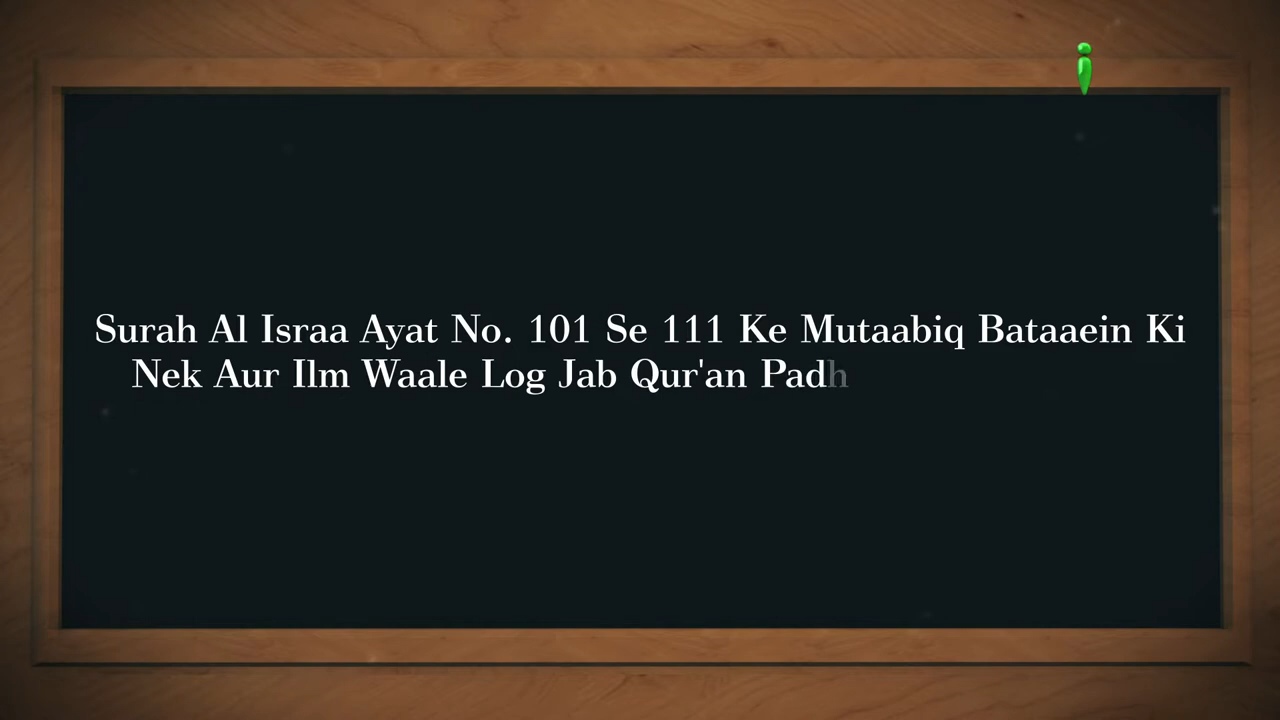 Surah Al Israa Ayat No. 101 Se 111 Ke Mutaabiq Bataaein Ki
Nek Aur Ilm Waale Log Jab Qur'an Padh